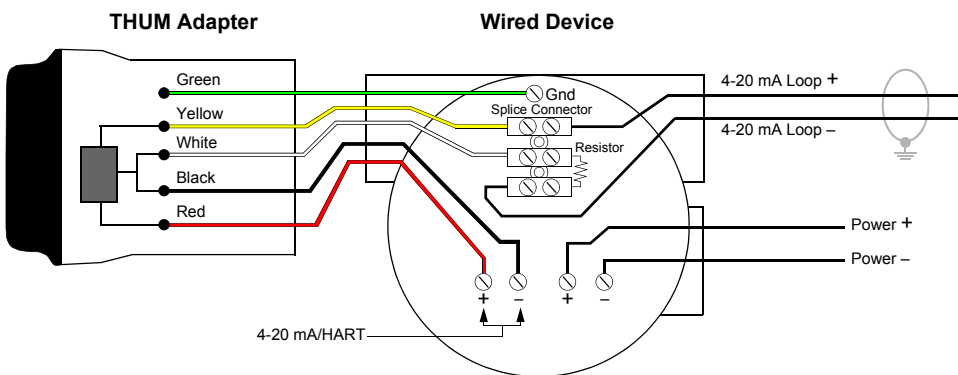 THUM Adapter
Wired Device
Green
Yellow
White
Black
Red
Gnd
Splice Connector
Resistor
4-20 mA Loop +
4-20 mA Loop –
Power +
Power –
+ – + –
4-20 mA/HART